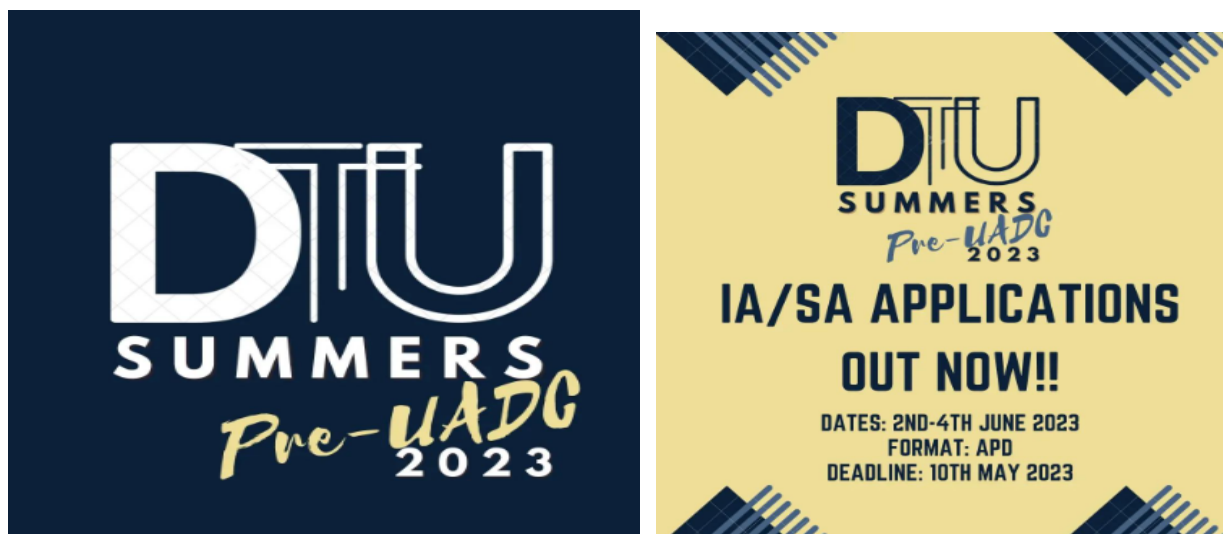 DTU
SUMMERS
Pre-UADC
2023
DTU
SUMMERS
Pre-UADC
2023
IA/SA APPLICATIONS
OUT NOW!!
DATES: 2ND-4TH JUNE 2023
FORMAT: APD
DEADLINE: 10TH MAY 2023